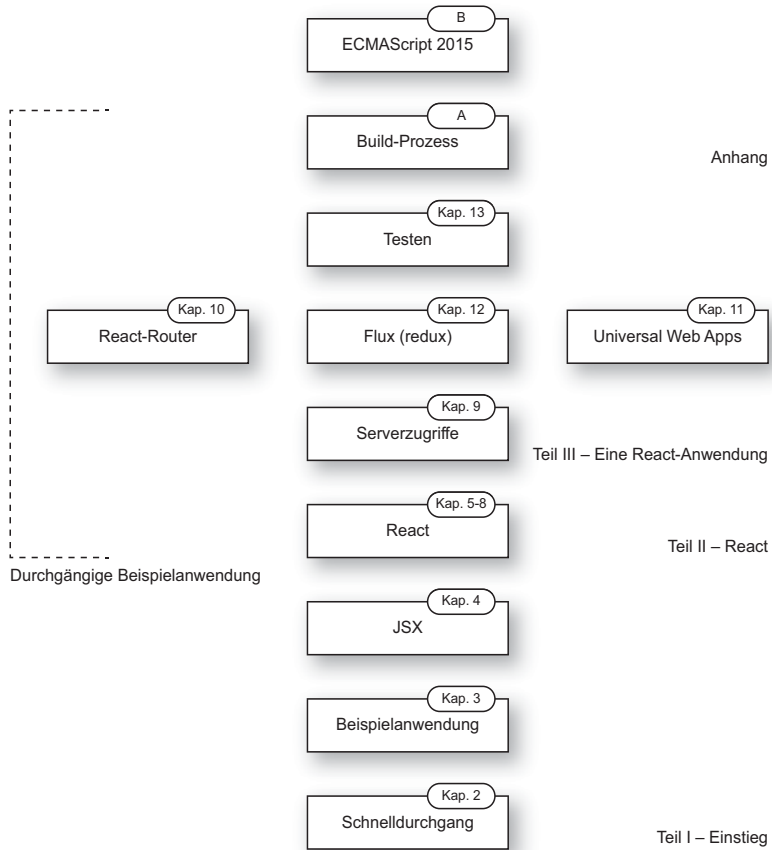 B
ECMAScript 2015
A
Build-Prozess
Anhang
Kap. 13
Testen
Kap. 10
React-Router
Kap. 12
Flux (redux)
Kap. 11
Universal Web Apps
Kap. 9
Serverzugriffe
Teil III – Eine React-Anwendung
Kap. 5-8
React
Teil II – React
Durchgängige Beispielanwendung
Kap. 4
JSX
Kap. 3
Beispielanwendung
Kap. 2
Schnelldurchgang
Teil I – Einstieg